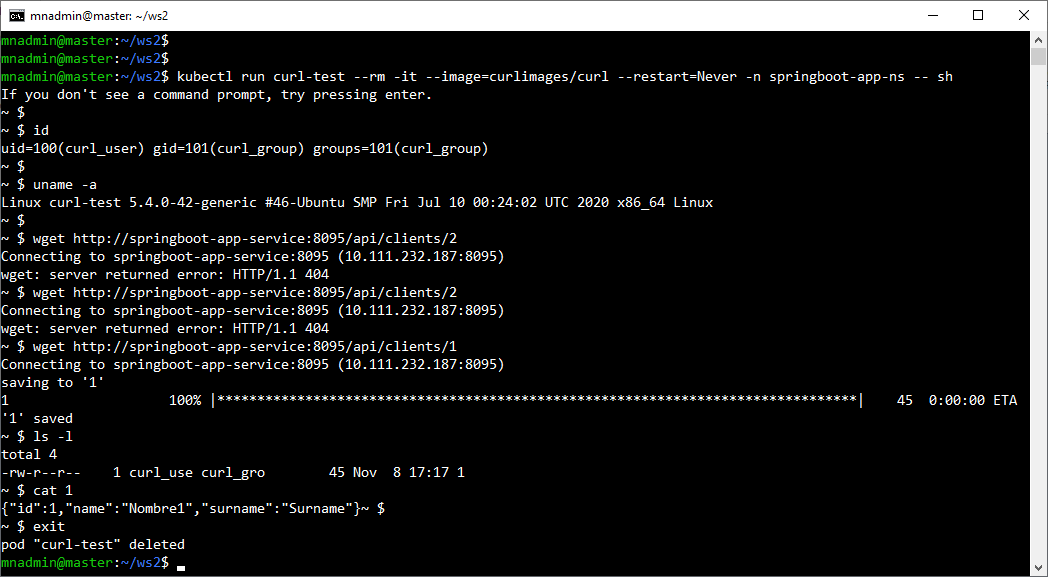 mnadmin@master: ~/ws2
mnadmin@master:~/ws2$
mnadmin@master:~/ws2$
mnadmin@master:~/ws2$ kubectl run curl-test --rm -it --image=curlimages/curl --restart=Never -n springboot-app-ns -- sh
If you don't see a command prompt, try pressing enter.
~ $
~ $ id
uid=100(curl_user) gid=101(curl_group) groups=101(curl_group)
~ $
~ $ uname -a
Linux curl-test 5.4.0-42-generic #46-Ubuntu SMP Fri Jul 10 00:24:02 UTC 2020 x86_64 Linux
~ $
~ $ wget http://springboot-app-service:8095/api/clients/2
Connecting to springboot-app-service:8095 (10.111.232.187:8095)
wget: server returned error: HTTP/1.1 404
~ $ wget http://springboot-app-service:8095/api/clients/2
Connecting to springboot-app-service:8095 (10.111.232.187:8095)
wget: server returned error: HTTP/1.1 404
~ $ wget http://springboot-app-service:8095/api/clients/1
Connecting to springboot-app-service:8095 (10.111.232.187:8095)
saving to '1'
1                    100% |********************************************************************************|    45  0:00:00 ETA
'1' saved
~ $ ls -l
total 4
-rw-r--r--    1 curl_use curl_gro        45 Nov  8 17:17 1
~ $ cat 1
{"id":1,"name":"Nombre1","surname":"Surname"}~ $
~ $ exit
pod "curl-test" deleted
mnadmin@master:~/ws2$